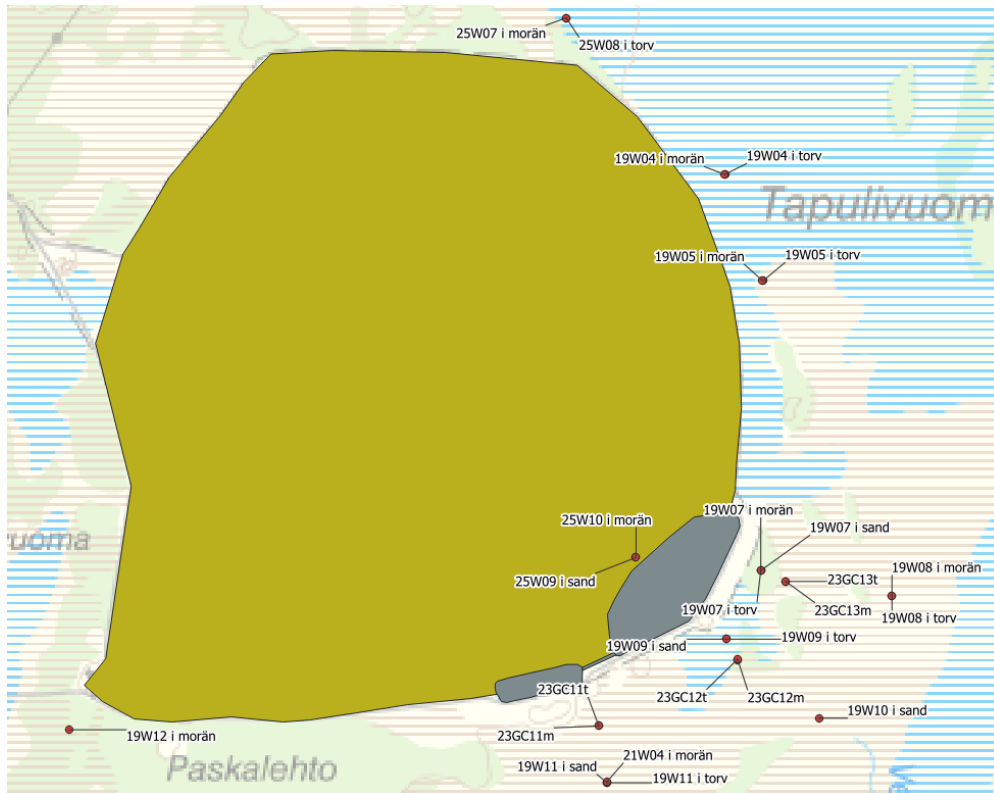 25W07 i morän
25W08 i torv
19W04 i morän
19W04 i torv
Tapulivuom
19W05 i morän
19W05 i torv
19W07 i morän
25W10 i morän
19W07 i sand
uoma
19W08 i morän
25W09 i sand
23GC13t
19W07 i torv
23GC13m
19W08 i torv
19W09 i sand
19W09 i torv
23GC11t
23GC12t
23GC12m
19W10 i sand
23GC11m
19W12 i morän
21W04 i morän
Paskalehto
19W11 i sand
19W11 i torv